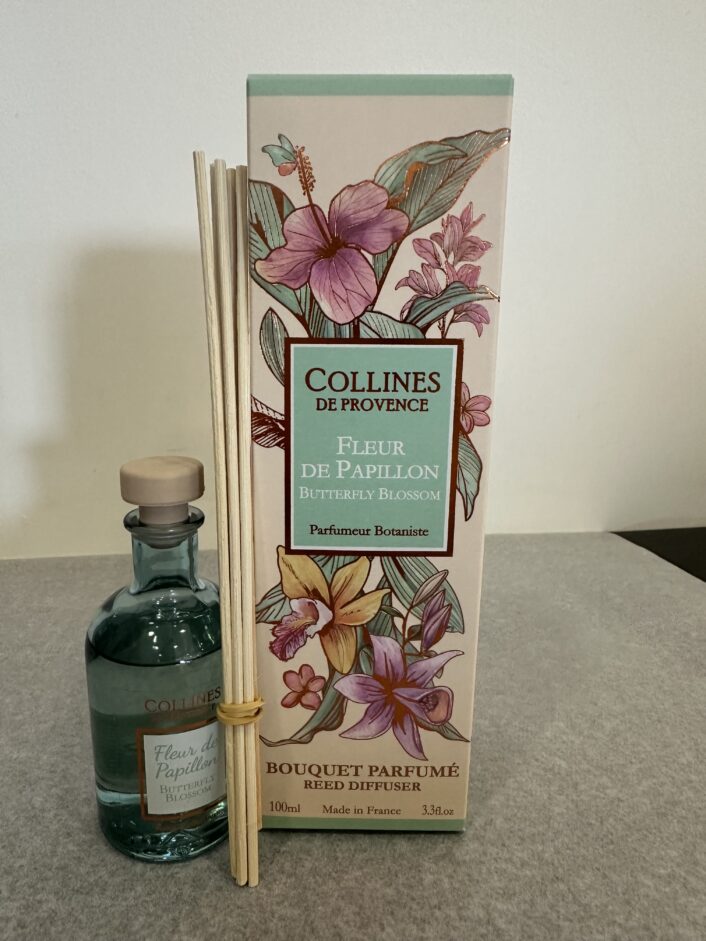 COLLINES
DE PROVENCE
FLEUR
DE PAPILLON
BUTTERFLY BLOSSOM
Parfumeur Botaniste
BOUQUET PARFUMÉ
REED DIFFUSER
100ml Made in France 3.3fl.oz
COLLINES
Fleur de
Papillon
BUTTERFLY
BLOSSOM